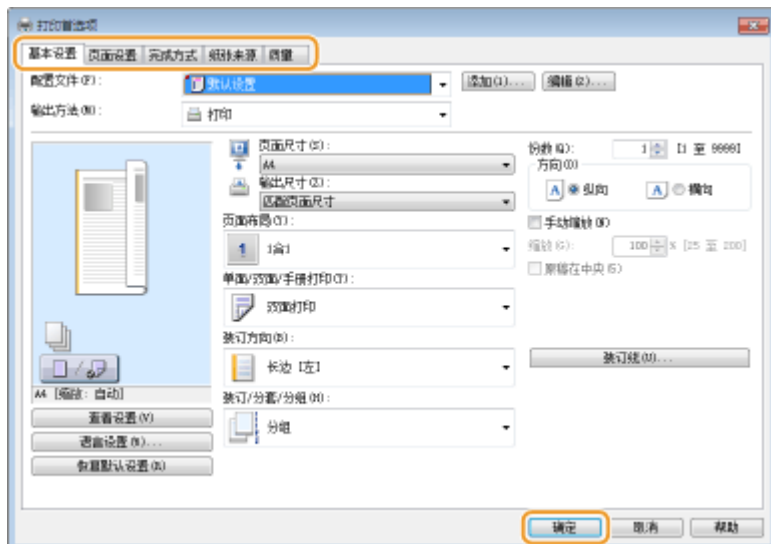 打印首选项
基本设置 页面设置 完成方式 纸张来源 质量
配置文件(F): 默认设置 添加(1)... 编辑(2)...
输出方法(M): 打印
页面尺寸(S):
A4
输出尺寸(Z):
匹配页面尺寸
份数(Q): 1 [1 至 9999]
方向(O)
A 纵向 A 横向
页面布局(Y):
1 1合1
手动缩放(W)
缩放(G): 100 % [25 至 200]
原稿在中央(5)
单面/双面/手册打印(T):
双面打印
装订方向(B):
长边 [左]
装订线(U)...
装订/分套/分组(H):
分组
A4 [缩放: 自动]
查看设置(V)
语言设置(N)...
恢复默认设置(R)
确定 取消 帮助